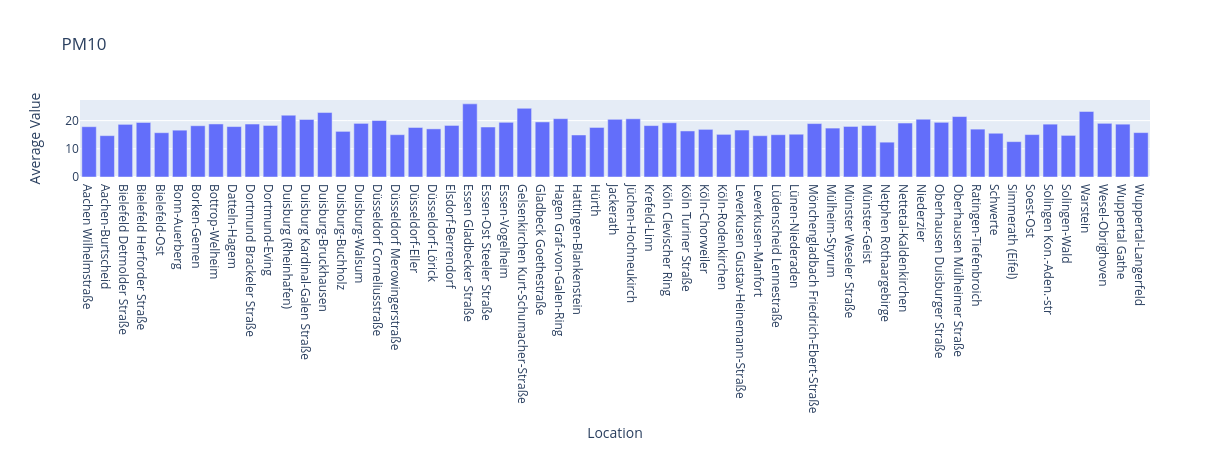 PM10
Average Value
20
10
0
Aachen Wilhelmstraße
Aachen-Burtscheid
Bielefeld Detmolder Straße
Bielefeld Herforder Straße
Bielefeld-Ost
Bonn-Auerberg
Borken-Gemen
Bottrop-Welheim
Datteln-Hagem
Dortmund Brackeler Straße
Dortmund-Eving
Duisburg (Rheinhafen)
Duisburg Kardinal-Galen Straße
Duisburg-Bruckhausen
Duisburg-Buchholz
Duisburg-Walsum
Düsseldorf Corneliusstraße
Düsseldorf Merowingerstraße
Düsseldorf-Eller
Düsseldorf-Lörick
Elsdorf-Berrendorf
Essen Gladbecker Straße
Essen-Ost Steeler Straße
Essen-Vogelheim
Gelsenkirchen Kurt-Schumacher-Straße
Gladbeck Goethestraße
Hagen Graf-von-Galen-Ring
Hattingen-Blankenstein
Hürth
Jackerath
Jüchen-Hochneukirch
Krefeld-Linn
Köln Clevischer Ring
Köln Turiner Straße
Köln-Chorweiler
Köln-Rodenkirchen
Leverkusen Gustav-Heinemann-Straße
Leverkusen-Manfort
Lüdenscheid Lennestraße
Lünen-Niederaden
Mönchengladbach Friedrich-Ebert-Straße
Mülheim-Styrum
Münster Weseler Straße
Münster-Geist
Netphen Rothaargebirge
Nettetal-Kaldenkirchen
Niederzier
Oberhausen Duisburger Straße
Oberhausen Mülheimer Straße
Ratingen-Tiefenbroich
Schwerte
Simmerath (Eifel)
Soest-Ost
Solingen Kon.-Aden.-str
Solingen-Wald
Warstein
Wesel-Obrighoven
Wuppertal Gathe
Wuppertal-Langerfeld
Location